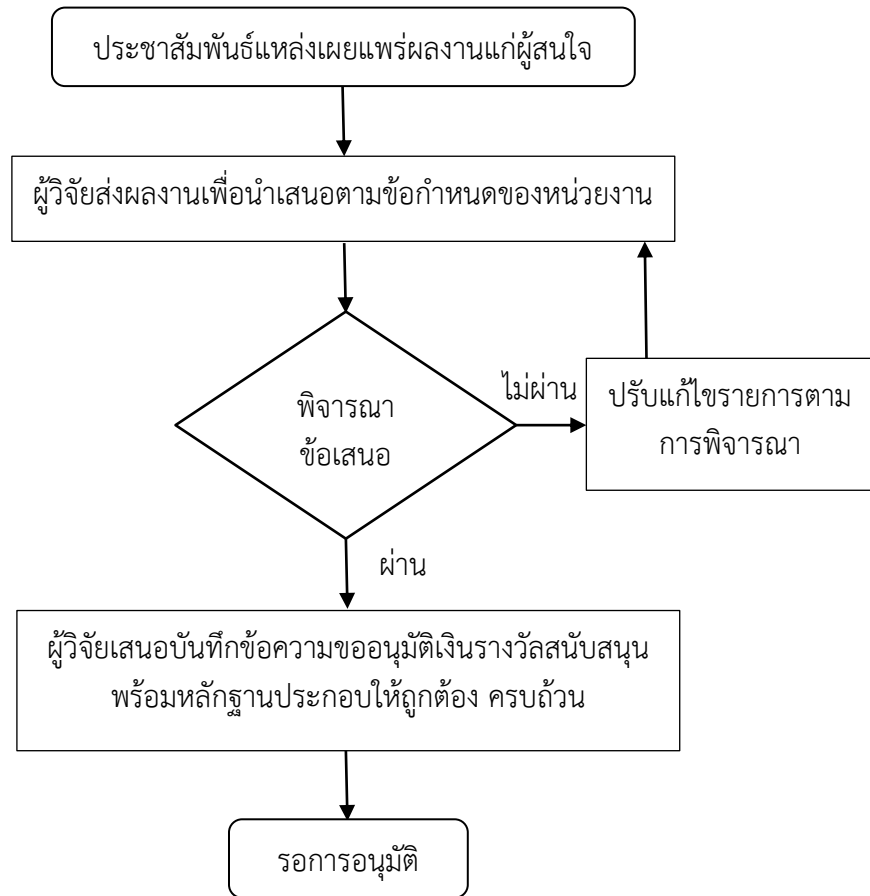 ประชาสัมพันธ์แหล่งเผยแพร่ผลงานแก่ผู้สนใจ
ผู้วิจัยส่งผลงานเพื่อนำเสนอตามข้อกำหนดของหน่วยงาน
พิจารณา
ข้อเสนอ
ไม่ผ่าน
ปรับแก้ไขรายการตาม
การพิจารณา
ผ่าน
ผู้วิจัยเสนอบันทึกข้อความขออนุมัติเงินรางวัลสนับสนุน
พร้อมหลักฐานประกอบให้ถูกต้อง ครบถ้วน
รอการอนุมัติ